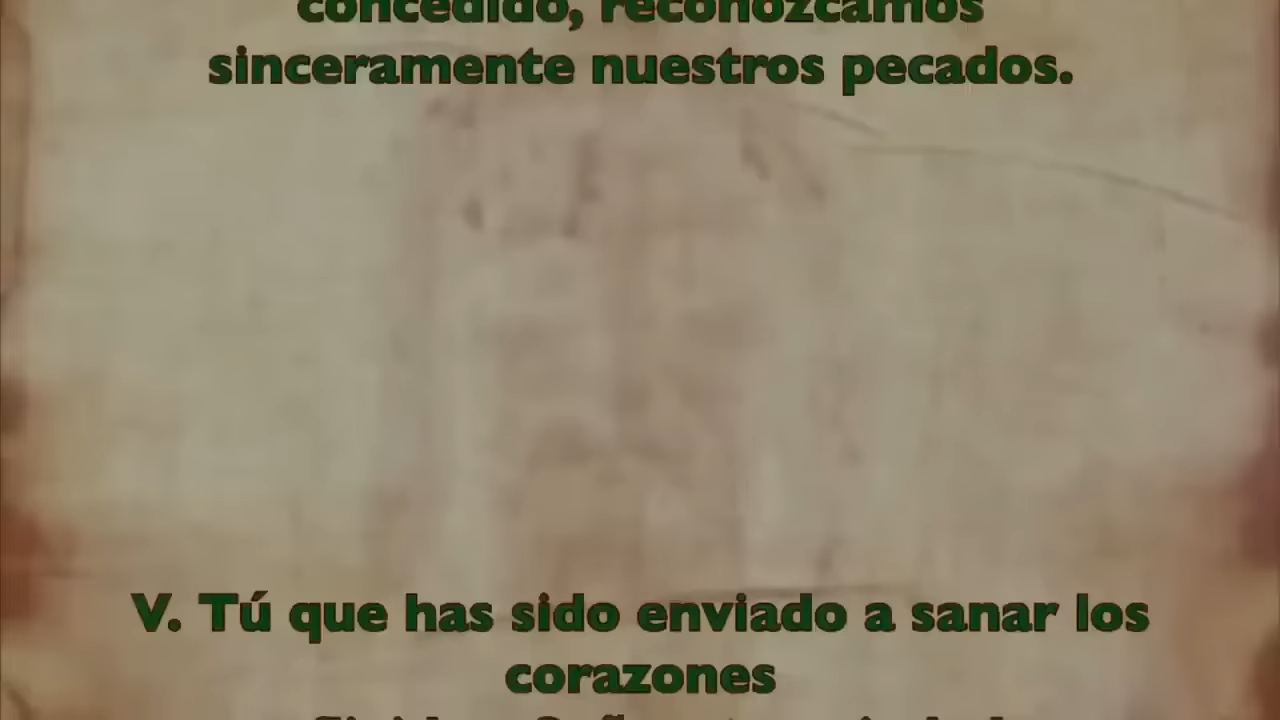 concedido, reconozcamos
sinceramente nuestros pecados.
V. Tú que has sido enviado a sanar los
corazones